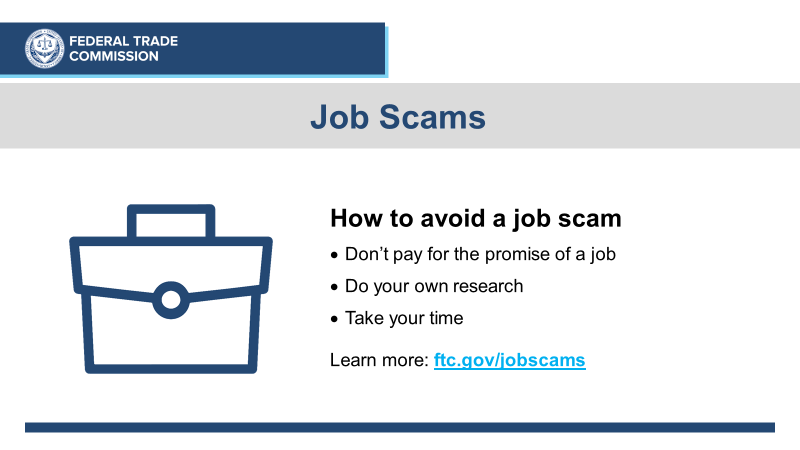 FEDERAL TRADE
COMMISSION
Job Scams
How to avoid a job scam
• Don’t pay for the promise of a job
• Do your own research
• Take your time
Learn more: ftc.gov/jobscams